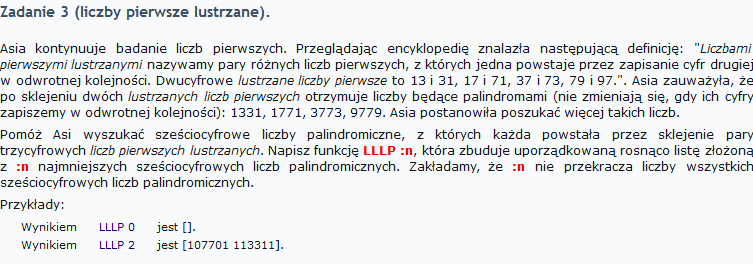 Zadanie 3 (liczby pierwsze lustrzane).
Asia kontynuuje badanie liczb pierwszych. Przeglądając encyklopedię znalazła następującą definicję: "Liczbami
pierwszymi lustrzanymi nazywamy pary różnych liczb pierwszych, z których jedna powstaje przez zapisanie cyfr drugiej
w odwrotnej kolejności. Dwucyfrowe lustrzane liczby pierwsze to 13 i 31, 17 i 71, 37 i 73, 79 i 97.". Asia zauważyła, że
po sklejeniu dwóch lustrzanych liczb pierwszych otrzymuje liczby będące palindromami (nie zmieniają się, gdy ich cyfry
zapiszemy w odwrotnej kolejności): 1331, 1771, 3773, 9779. Asia postanowiła poszukać więcej takich liczb.
Pomóż Asi wyszukać sześciocyfrowe liczby palindromiczne, z których każda powstała przez sklejenie pary
trzycyfrowych liczb pierwszych lustrzanych. Napisz funkcję LLLP :n, która zbuduje uporządkowaną rosnąco listę złożoną
z :n najmniejszych sześciocyfrowych liczb palindromicznych. Zakładamy, że :n nie przekracza liczby wszystkich
sześciocyfrowych liczb palindromicznych.
Przykłady:
Wynikiem LLLP 0 jest [].
Wynikiem LLLP 2 jest [107701 113311].